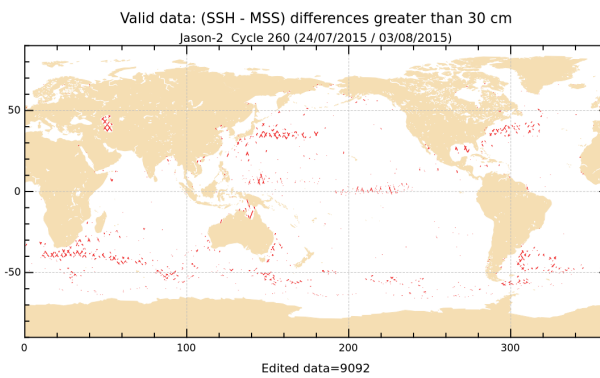 Valid data: (SSH - MSS) differences greater than 30 cm
Jason-2 Cycle 260 (24/07/2015 / 03/08/2015)
50
0
-50
0 100 200 300
Edited data=9092